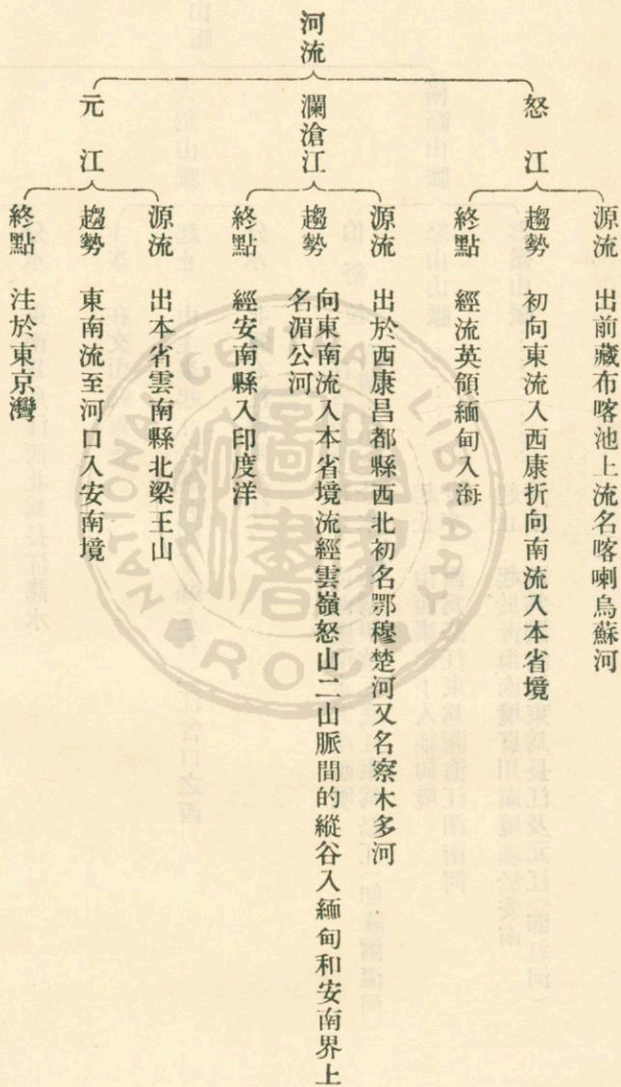 河流
怒江
源流　出前藏布喀池上流名喀喇烏蘇河
趨勢　初向東流入西康折向南流入本省境
終點　經流英領緬甸入海
瀾滄江
源流　出於西康昌都縣西北初名鄂穆楚河又名察木多河
趨勢　向東南流入本省境流經雲嶺怒山二山脈間的縱谷入緬甸和安南界上
名湄公河
終點　經安南縣入印度洋
元江
源流　出本省雲南縣北梁王山
趨勢　東南流至河口入安南境
終點　注於東京灣
NATIONAL CENTRAL LIBRARY
R.O.C.
圖書